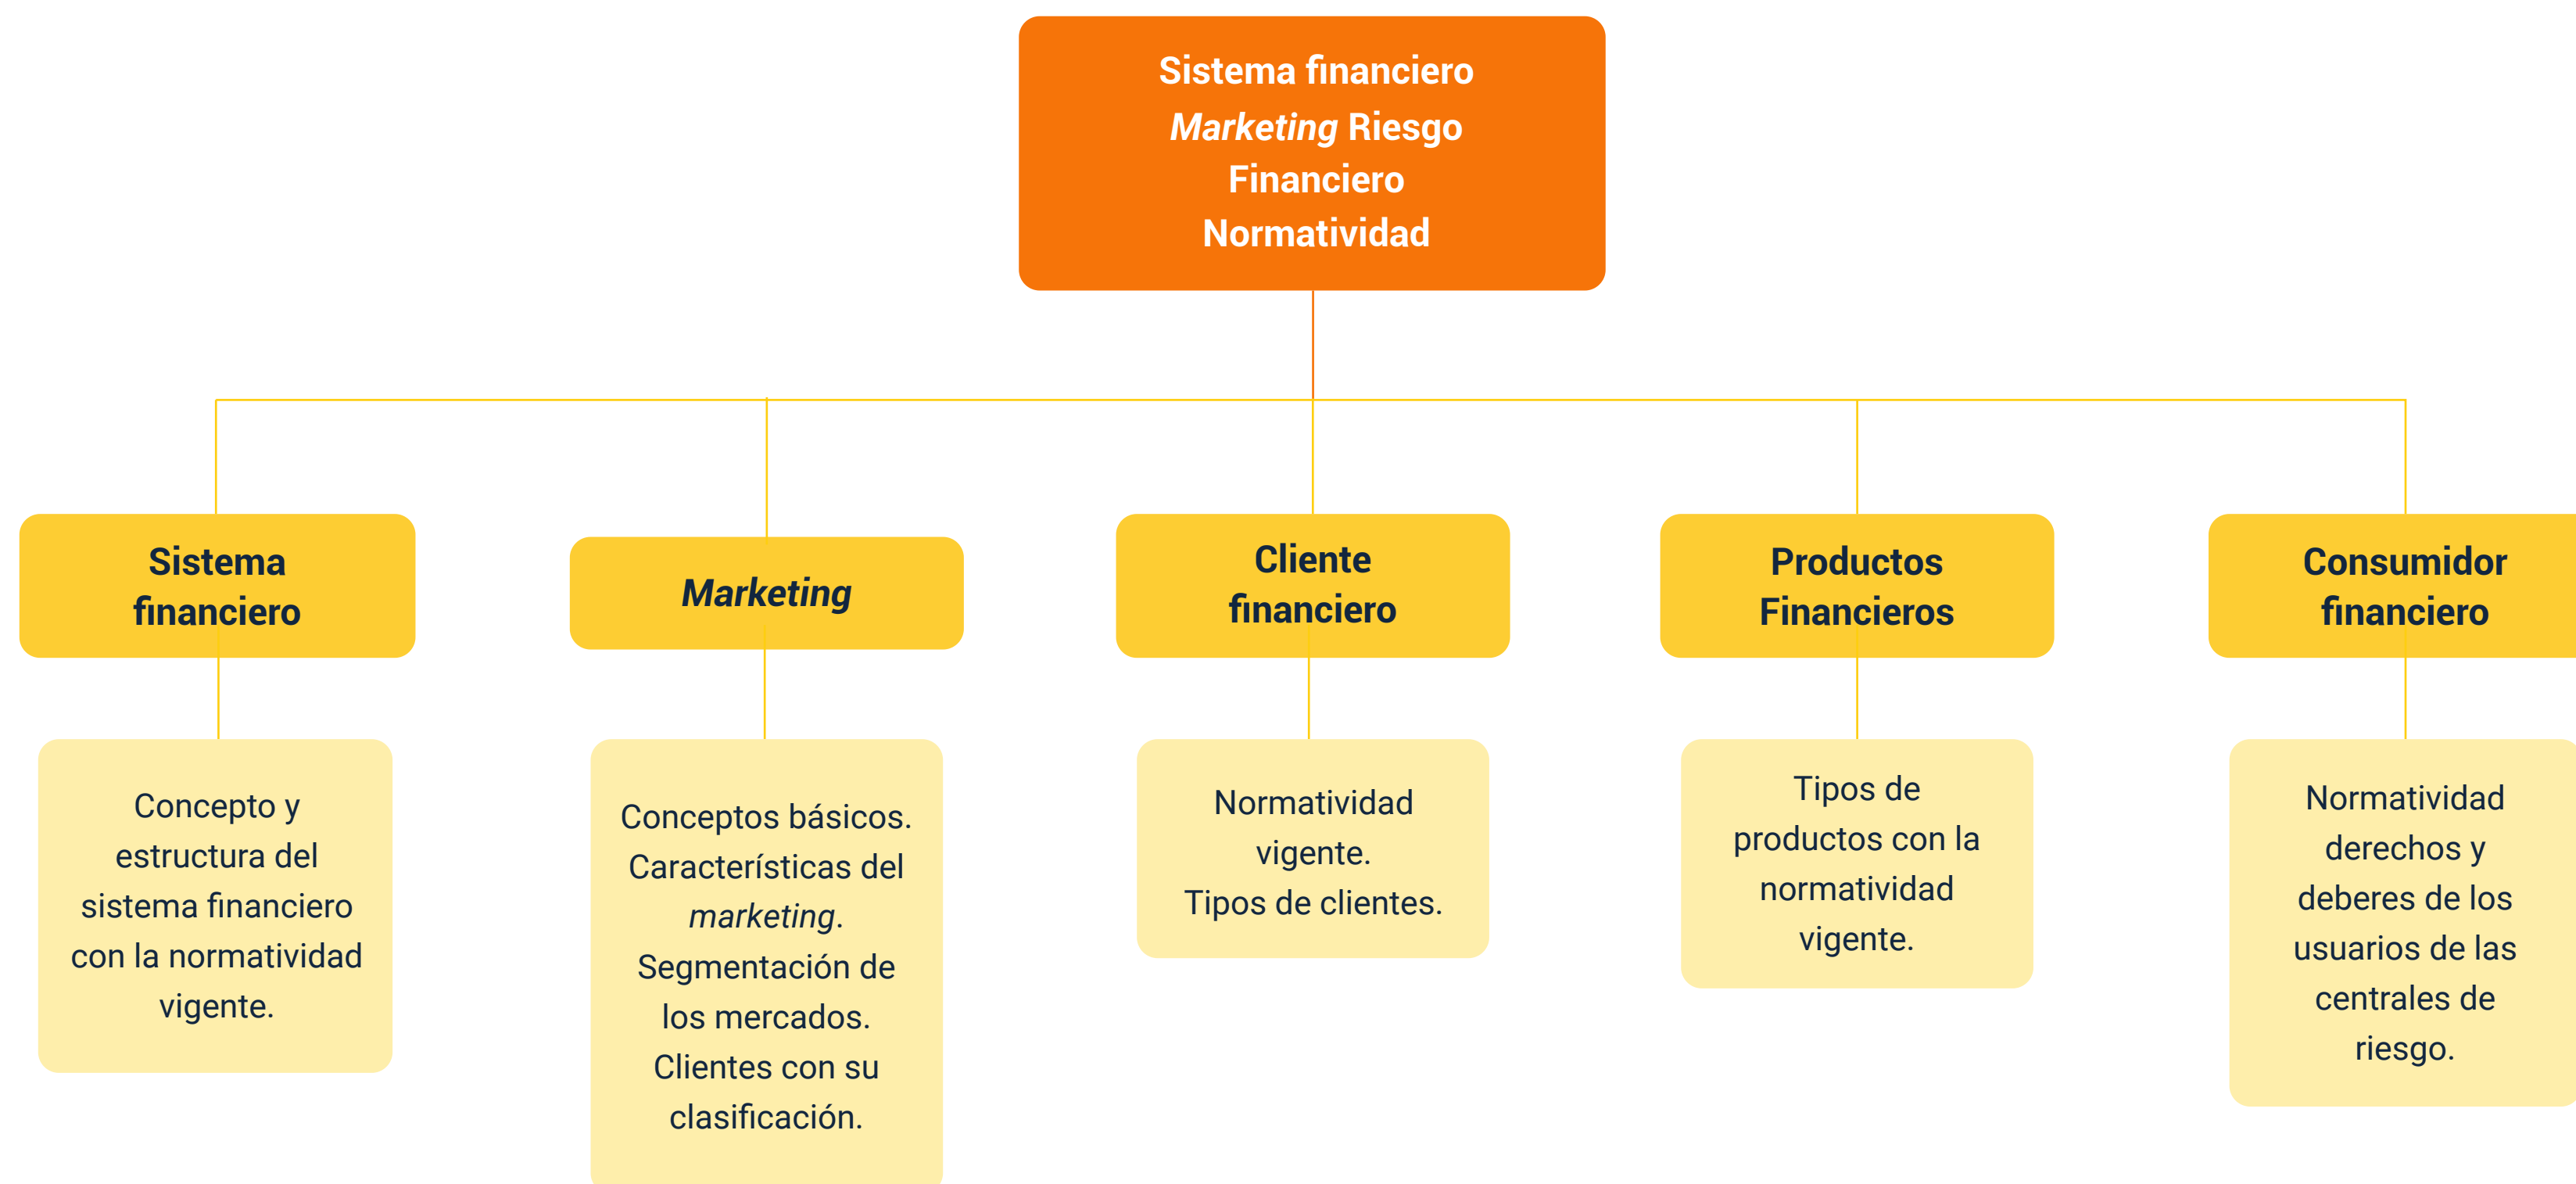 Sistema financiero
Marketing Riesgo
Financiero
Normatividad
Sistema
financiero
Marketing
Cliente
financiero
Productos
Financieros
Consumidor
financiero
Concepto y
estructura del
sistema financiero
con la normatividad
vigente.
Conceptos básicos.
Características del
marketing.
Segmentación de
los mercados.
Clientes con su
clasificación.
Normatividad
vigente.
Tipos de clientes.
Tipos de
productos con la
normatividad
vigente.
Normatividad
derechos y
deberes de los
usuarios de las
centrales de
riesgo.